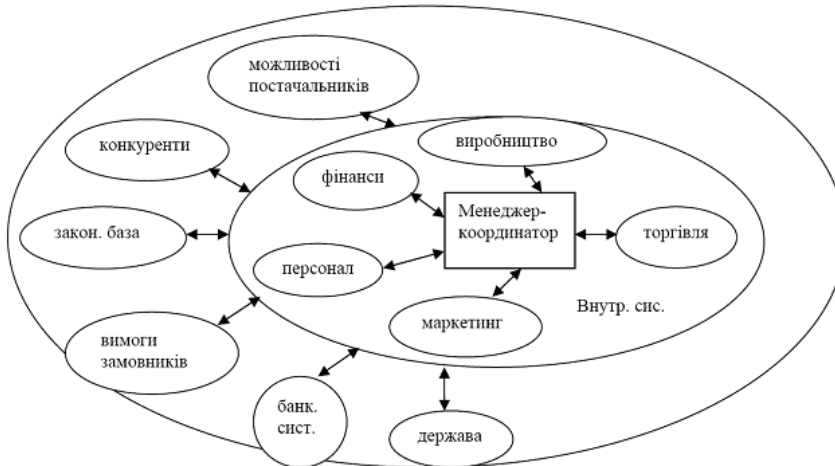 можливості
постачальників
виробництво
конкуренти
фінанси
Менеджер-
координатор
закон. база
торгівля
персонал
Внутр. сис.
маркетинг
вимоги
замовників
банк.
сист.
держава